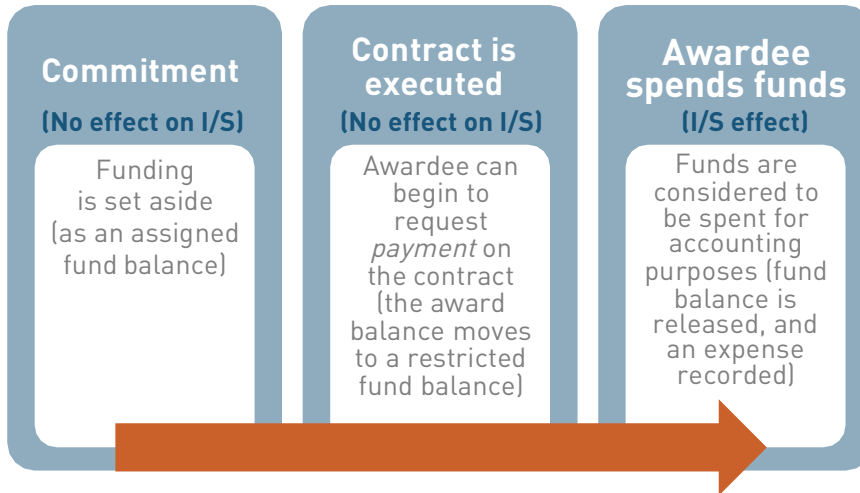 Commitment
(No effect on I/S)
Funding
is set aside
(as an assigned
fund balance)
Contract is
executed
(No effect on I/S)
Awardee can
begin to
request
payment on
the contract
(the award
balance moves
to a restricted
fund balance)
Awardee
spends funds
(I/S effect)
Funds are
considered to
be spent for
accounting
purposes (fund
balance is
released, and
an expense
recorded)